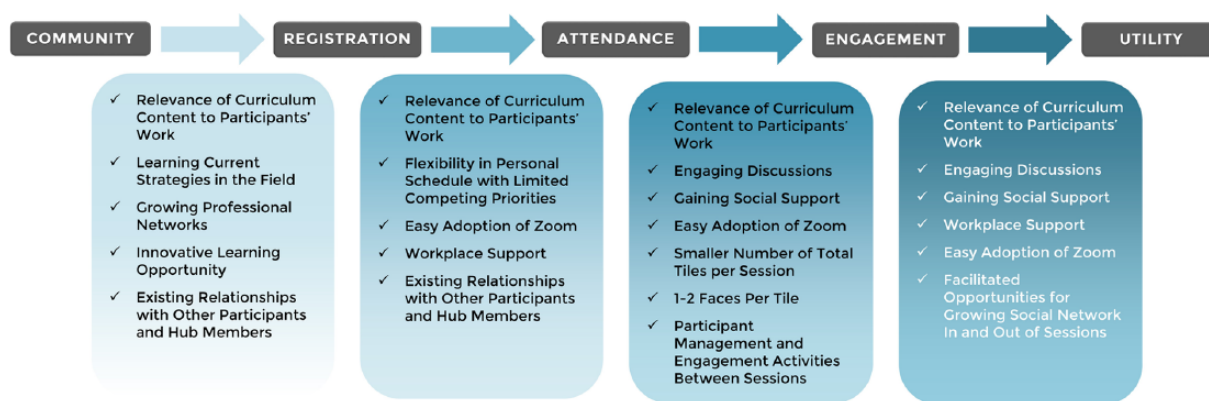 COMMUNITY
REGISTRATION
ATTENDANCE
ENGAGEMENT
UTILITY
✓ Relevance of Curriculum
Content to Participants'
Work
✓ Learning Current
Strategies in the Field
✓ Growing Professional
Networks
✓ Innovative Learning
Opportunity
✓ Existing Relationships
with Other Participants
and Hub Members
✓ Relevance of Curriculum
Content to Participants'
Work
✓ Flexibility in Personal
Schedule with Limited
Competing Priorities
✓ Easy Adoption of Zoom
✓ Workplace Support
✓ Existing Relationships
with Other Participants
and Hub Members
✓ Relevance of Curriculum
Content to Participants'
Work
✓ Engaging Discussions
✓ Gaining Social Support
✓ Easy Adoption of Zoom
✓ Smaller Number of Total
Tiles per Session
✓ 1-2 Faces Per Tile
✓ Participant
Management and
Engagement Activities
Between Sessions
✓ Relevance of Curriculum
Content to Participants'
Work
✓ Engaging Discussions
✓ Gaining Social Support
✓ Workplace Support
✓ Easy Adoption of Zoom
✓ Facilitated
Opportunities for
Growing Social Network
In and Out of Sessions